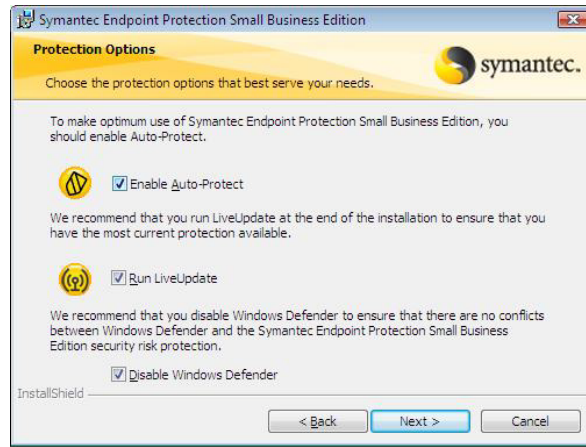 Symantec Endpoint Protection Small Business Edition
Protection Options
symantec.
Choose the protection options that best serve your needs.
To make optimum use of Symantec Endpoint Protection Small Business Edition, you
should enable Auto-Protect.
Enable Auto-Protect
We recommend that you run LiveUpdate at the end of the installation to ensure that you
have the most current protection available.
Run LiveUpdate
We recommend that you disable Windows Defender to ensure that there are no conflicts
between Windows Defender and the Symantec Endpoint Protection Small Business
Edition security risk protection.
Disable Windows Defender
InstallShield
< Back
Next >
Cancel